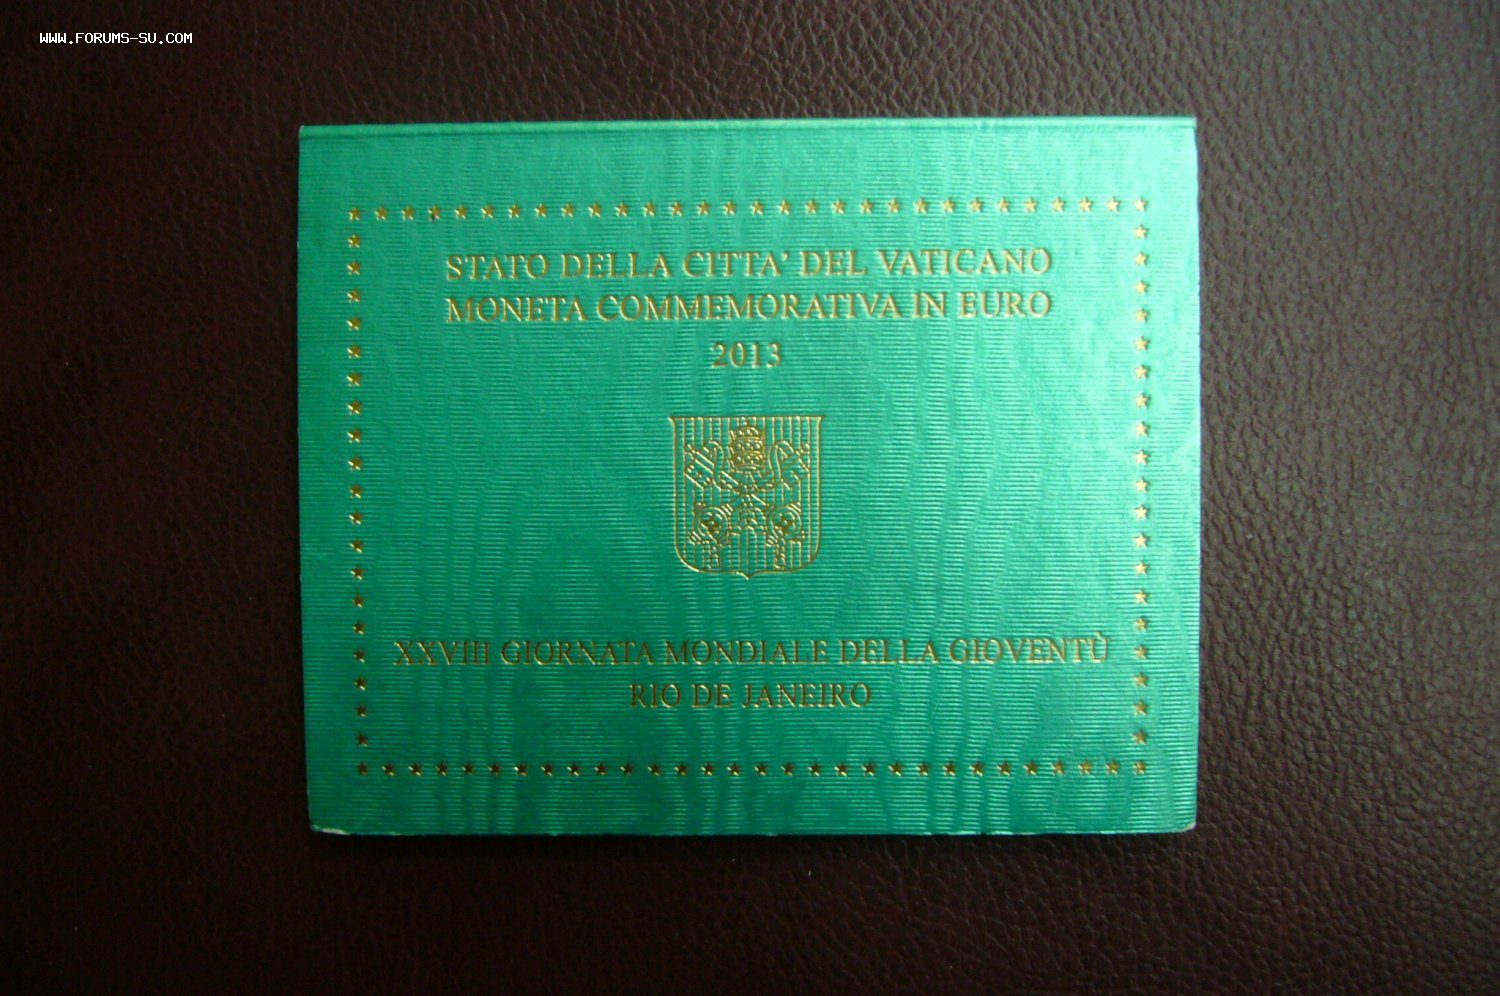 WWW.FORUMS-SU.COM
STATO DELLA CITTA' DEL VATICANO
MONETA COMMEMORATIVA IN EURO
2013
XXVIII GIORNATA MONDIALE DELLA GIOVENTÙ
RIO DE JANEIRO